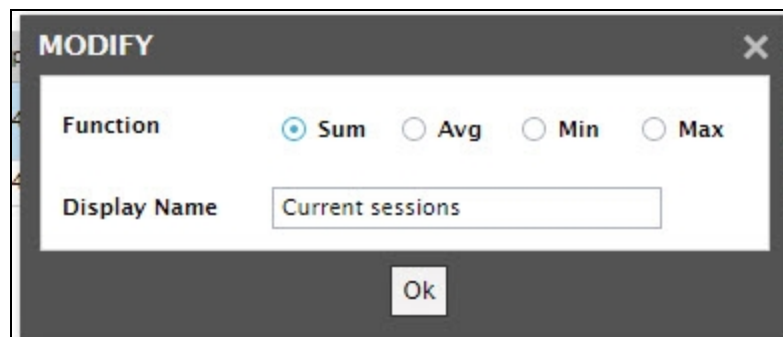 MODIFY
Function Sum Avg Min Max
Display Name Current sessions
Ok